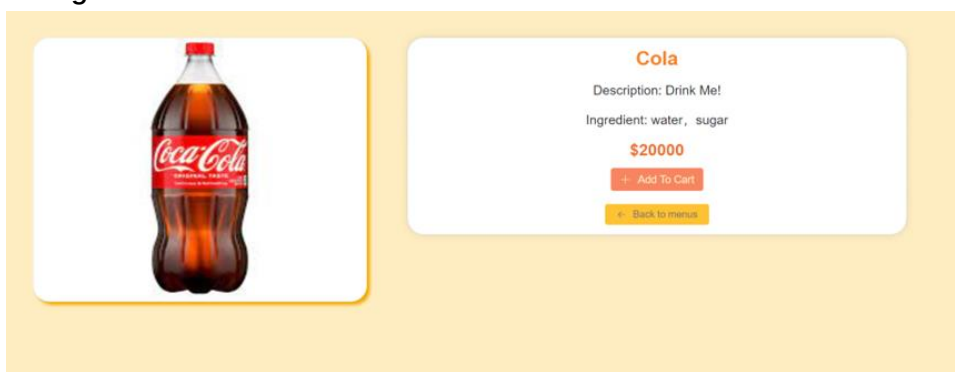 Coca-Cola
ORIGINAL TASTE
Cola
Description: Drink Me!
Ingredient: water，sugar
$20000
+ Add To Cart
← Back to menus